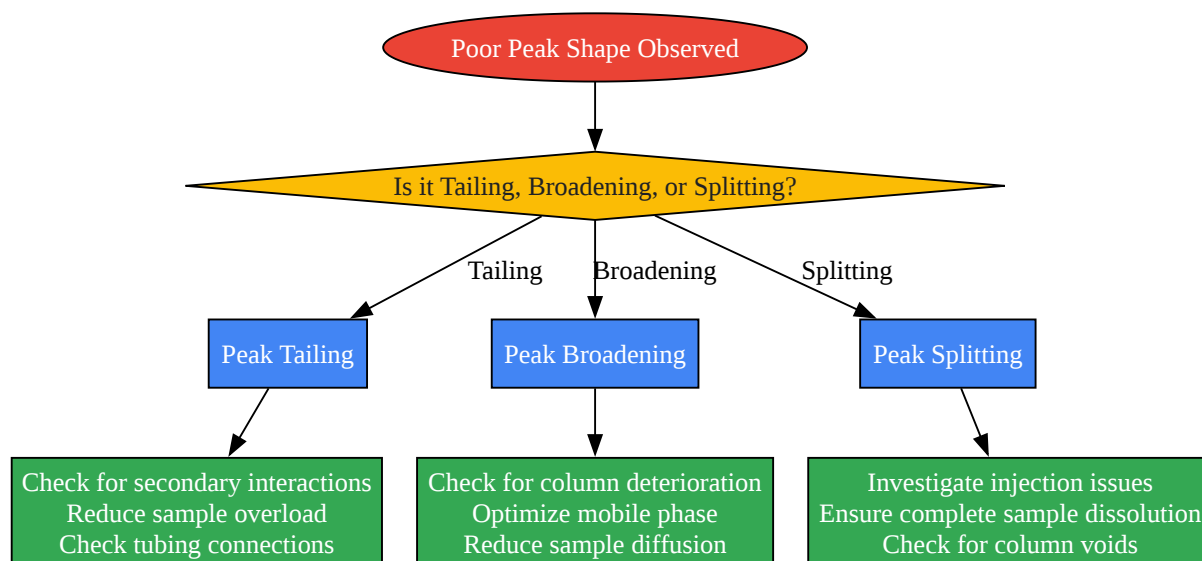 Poor Peak Shape Observed
Is it Tailing, Broadening, or Splitting?
Tailing
Broadening
Splitting
Peak Tailing
Peak Broadening
Peak Splitting
Check for secondary interactions
Reduce sample overload
Check tubing connections
Check for column deterioration
Optimize mobile phase
Reduce sample diffusion
Investigate injection issues
Ensure complete sample dissolution
Check for column voids